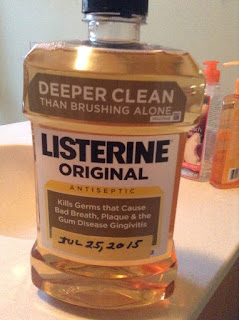 DEEPER CLEAN
THAN BRUSHING ALONE
LISTERINE
ORIGINAL
ANTISEPTIC
Kills Germs that Cause
Bad Breath, Plaque & the
Gum Disease Gingivitis
JUL 25, 2015